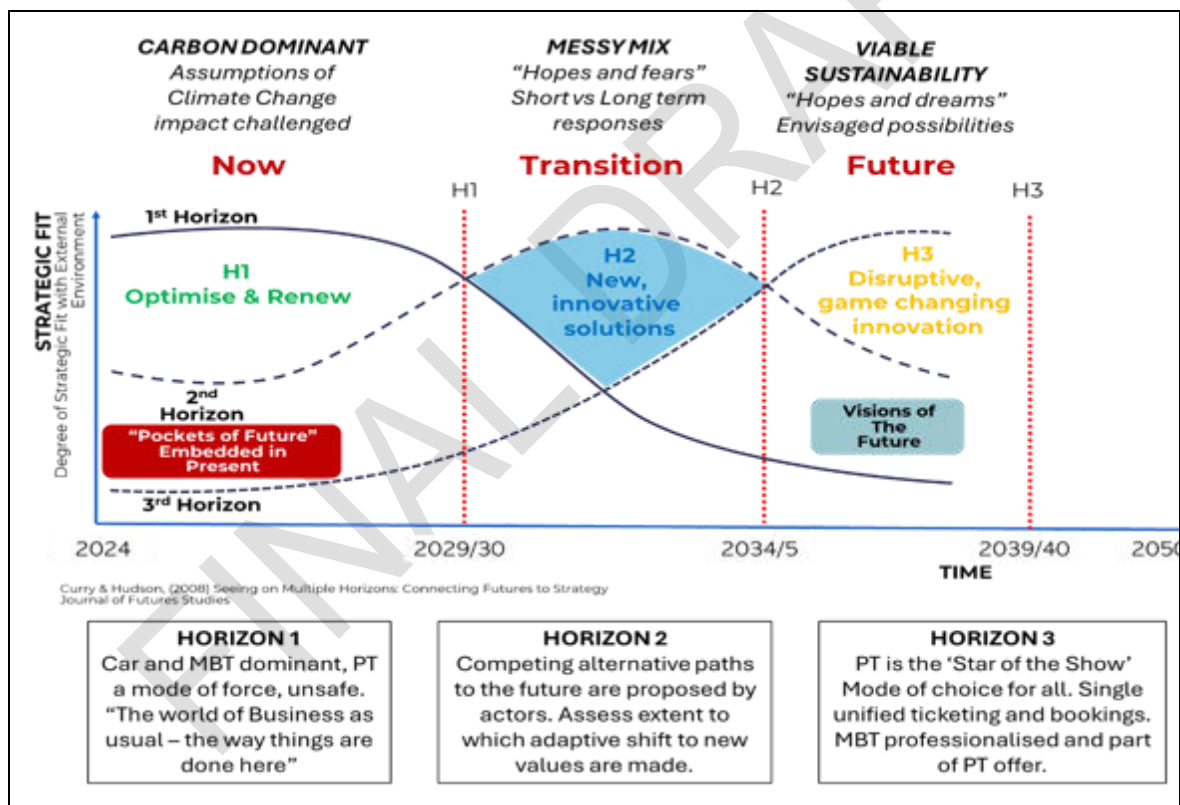 CARBON DOMINANT
Assumptions of
Climate Change
impact challenged
MESSY MIX
“Hopes and fears”
Short vs Long term
responses
VIABLE
SUSTAINABILITY
“Hopes and dreams”
Envisaged possibilities
Now
Transition
Future
H1
H2
H3
STRATEGIC FIT
Degree of Strategic Fit with External
Environment
1st Horizon
H1
Optimise & Renew
2nd
Horizon
“Pockets of Future”
Embedded in
Present
3rd Horizon
H2
New,
innovative
solutions
H3
Disruptive,
game changing
innovation
Visions of
The
Future
2024
2029/30
2034/5
2039/40
2050
TIME
Curry & Hudson, (2008) Seeing on Multiple Horizons: Connecting Futures to Strategy
Journal of Futures Studies
HORIZON 1
Car and MBT dominant, PT
a mode of force, unsafe.
“The world of Business as
usual – the way things are
done here”
HORIZON 2
Competing alternative paths
to the future are proposed by
actors. Assess extent to
which adaptive shift to new
values are made.
HORIZON 3
PT is the ‘Star of the Show’
Mode of choice for all. Single
unified ticketing and bookings.
MBT professionalised and part
of PT offer.
FINAL DRAF